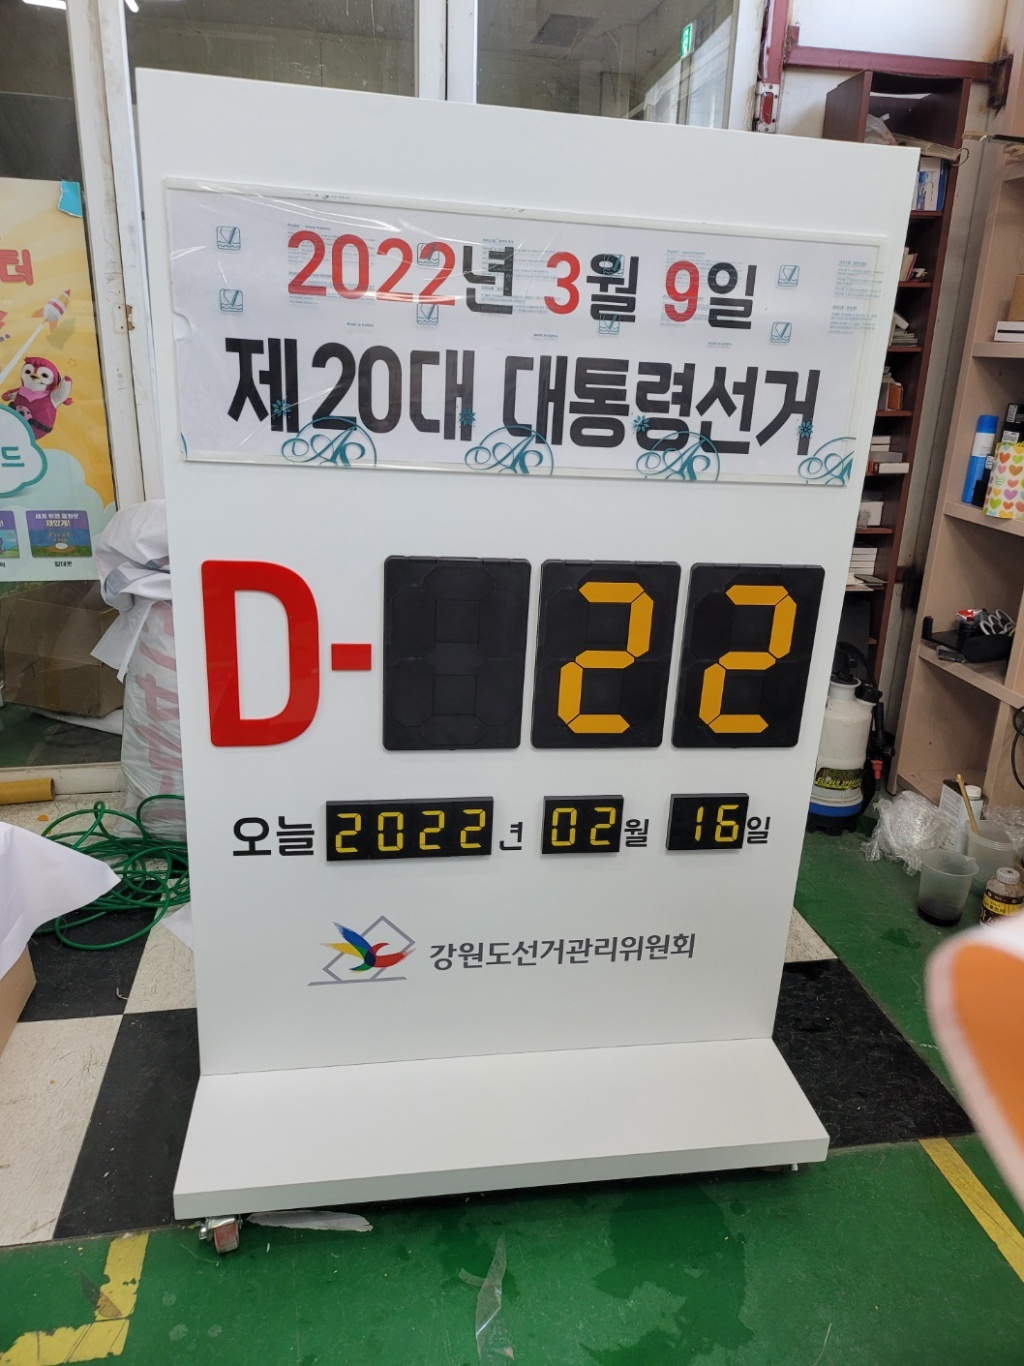 2022년 3월 9일
제20대 대통령선거
D-22
오늘 2022년 02월 16일
강원도선거관리위원회
터
드